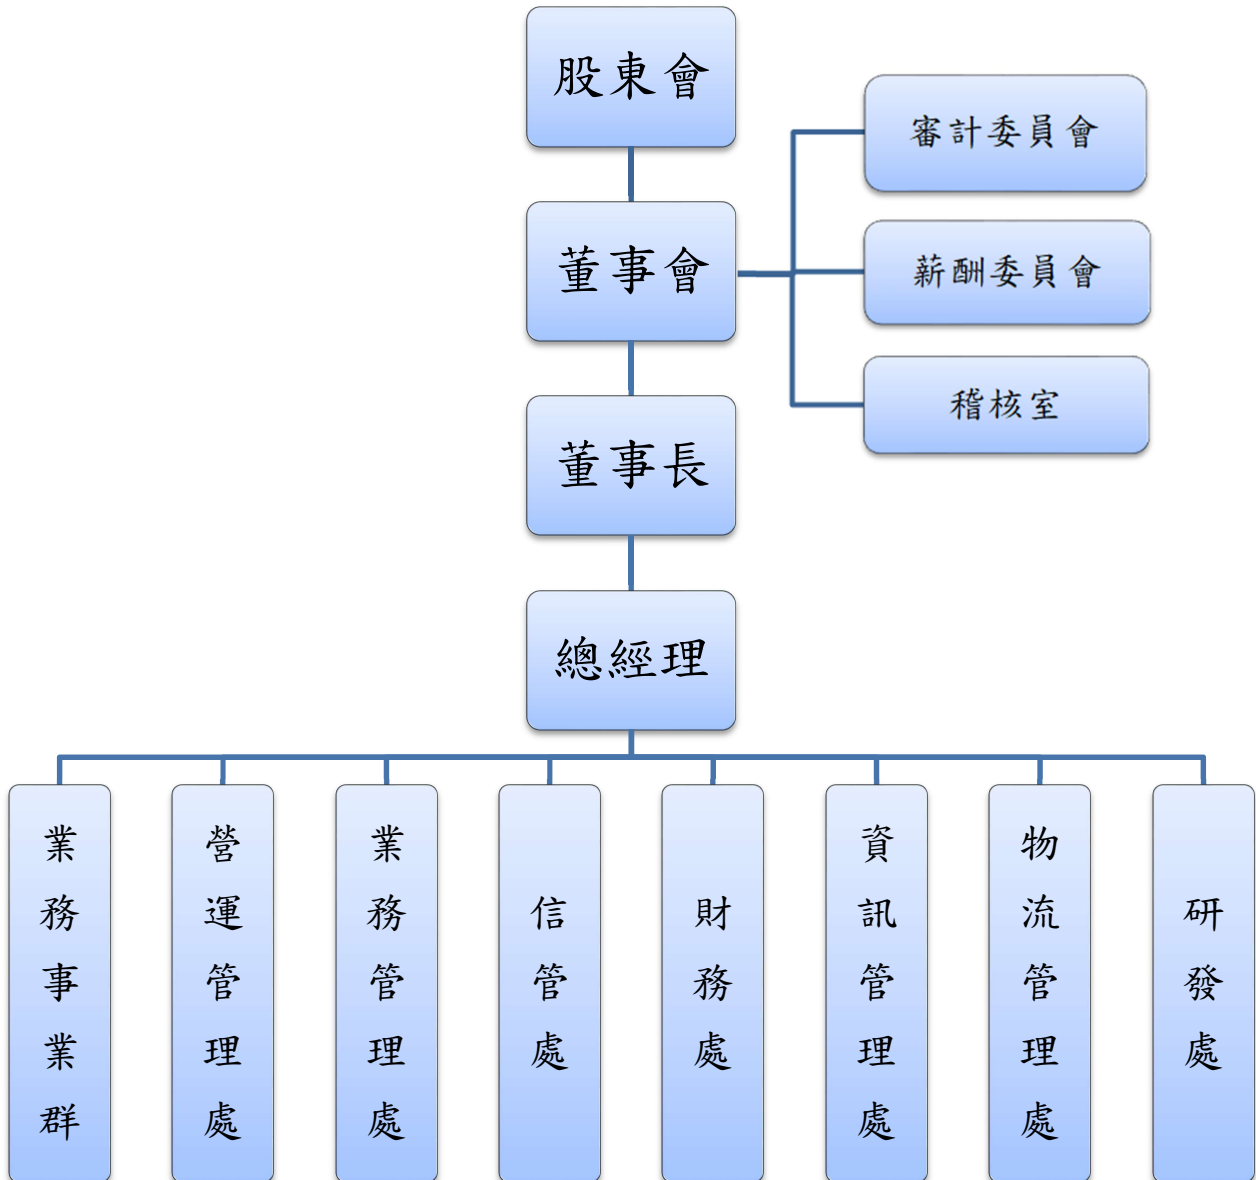 股東會
審計委員會
董事會
薪酬委員會
稽核室
董事長
總經理
業務事業群
營運管理處
業務管理處
信管處
財務處
資訊管理處
物流管理處
研發處